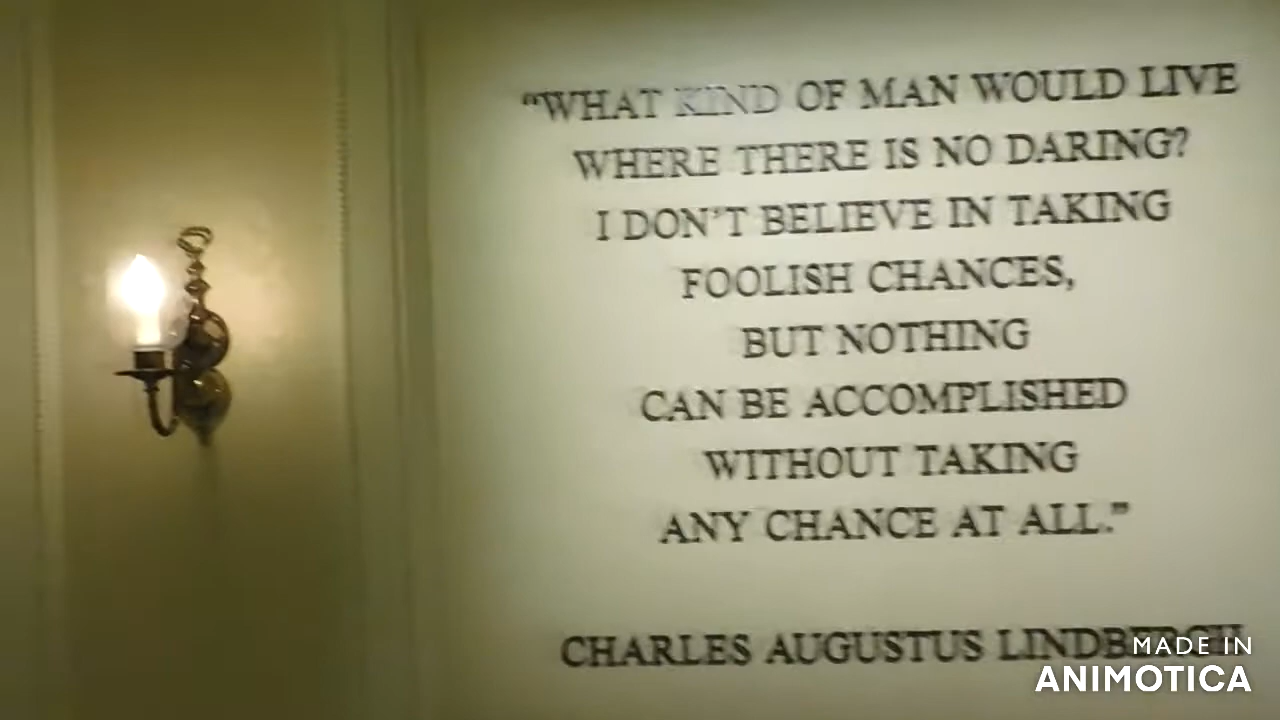 “WHAT KIND OF MAN WOULD LIVE
WHERE THERE IS NO DARING?
I DON’T BELIEVE IN TAKING
FOOLISH CHANCES,
BUT NOTHING
CAN BE ACCOMPLISHED
WITHOUT TAKING
ANY CHANCE AT ALL.”
CHARLES AUGUSTUS LINDBERGH
MADE IN
ANIMOTICA